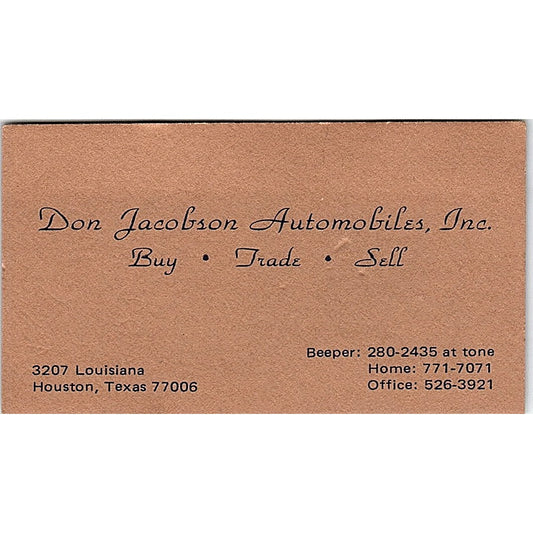 Don Jacobson Automobiles, Inc.
Buy • Trade • Sell
3207 Louisiana
Houston, Texas 77006
Beeper: 280-2435 at tone
Home: 771-7071
Office: 526-3921